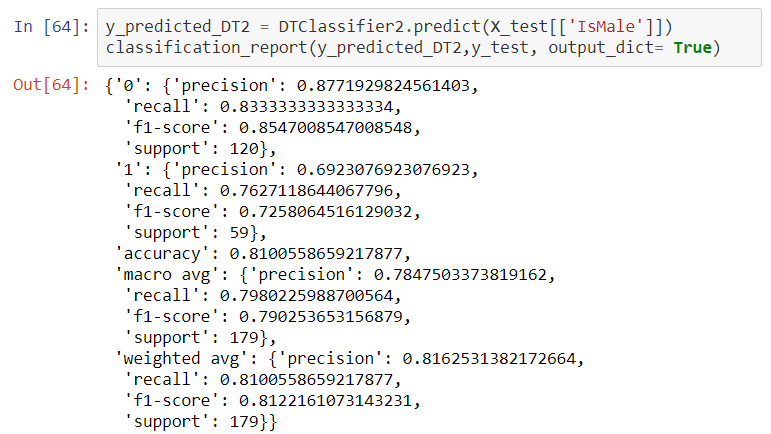 In [64]: y_predicted_DT2 = DTClassifier2.predict(X_test[['IsMale']])
classification_report(y_predicted_DT2,y_test, output_dict= True)
Out[64]: {'0': {'precision': 0.8771929824561403,
'recall': 0.8333333333333334,
'f1-score': 0.8547008547008548,
'support': 120},
'1': {'precision': 0.6923076923076923,
'recall': 0.7627118644067796,
'f1-score': 0.7258064516129032,
'support': 59},
'accuracy': 0.8100558659217877,
'macro avg': {'precision': 0.7847503373819162,
'recall': 0.7980225988700564,
'f1-score': 0.790253653156879,
'support': 179},
'weighted avg': {'precision': 0.8162531382172664,
'recall': 0.8100558659217877,
'f1-score': 0.8122161073143231,
'support': 179}}